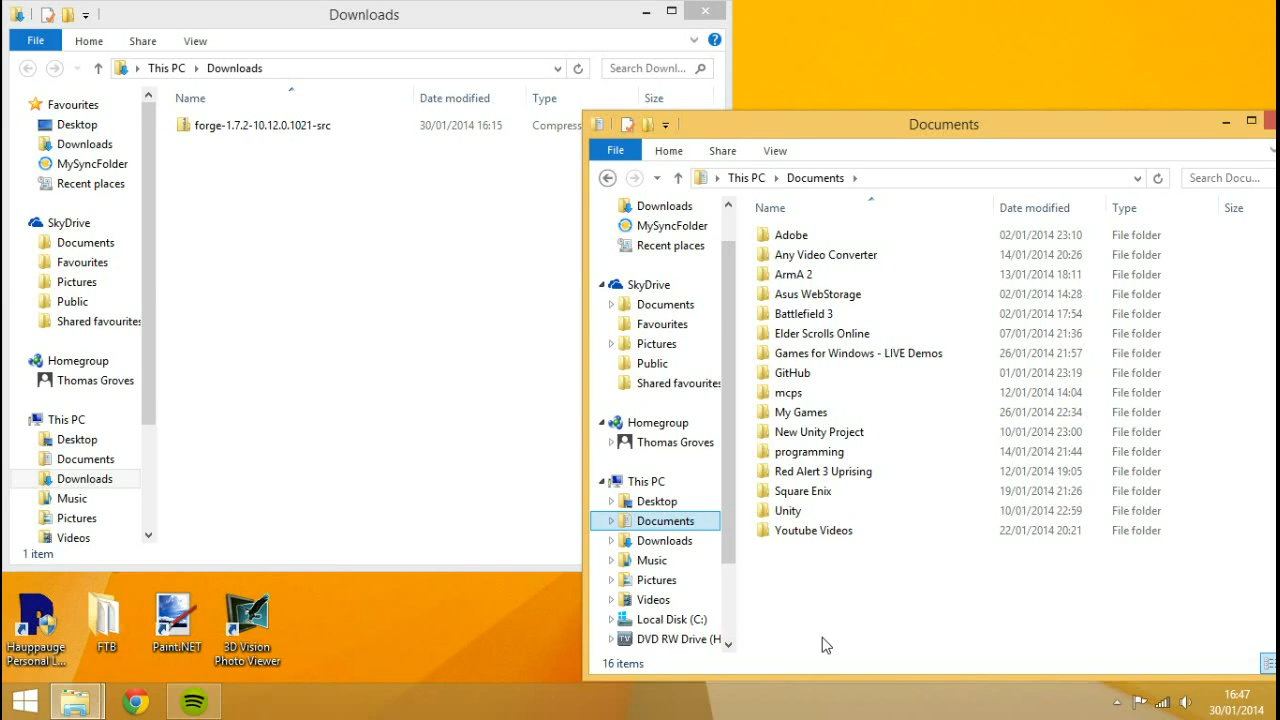 Downloads
File Home Share View
This PC Downloads Search Downl...
Name Date modified Type Size
forge-1.7.2-10.12.0.1021-src 30/01/2014 16:15 Compress
Favourites
Desktop
Downloads
MySyncFolder
Recent places
SkyDrive
Documents
Favourites
Pictures
Public
Shared favourites
Homegroup
Thomas Groves
This PC
Desktop
Documents
Downloads
Music
Pictures
Videos
1 item
Documents
File Home Share View
This PC Documents Search Docu...
Name Date modified Type Size
Downloads
MySyncFolder
Recent places
SkyDrive
Documents
Favourites
Pictures
Public
Shared favourites
Homegroup
Thomas Groves
This PC
Desktop
Documents
Downloads
Music
Pictures
Videos
Local Disk (C:)
DVD RW Drive (H
Adobe 02/01/2014 23:10 File folder
Any Video Converter 14/01/2014 20:26 File folder
ArmA 2 13/01/2014 18:11 File folder
Asus WebStorage 02/01/2014 14:28 File folder
Battlefield 3 02/01/2014 17:54 File folder
Elder Scrolls Online 07/01/2014 21:36 File folder
Games for Windows - LIVE Demos 26/01/2014 21:57 File folder
GitHub 01/01/2014 23:19 File folder
mcps 12/01/2014 14:04 File folder
My Games 26/01/2014 22:34 File folder
New Unity Project 10/01/2014 23:00 File folder
programming 14/01/2014 21:44 File folder
Red Alert 3 Uprising 12/01/2014 19:05 File folder
Square Enix 19/01/2014 21:26 File folder
Unity 10/01/2014 22:59 File folder
Youtube Videos 22/01/2014 20:21 File folder
16 items
Hauppauge
Personal L...
FTB
Paint.NET
3D Vision
Photo Viewer
16:47
30/01/2014